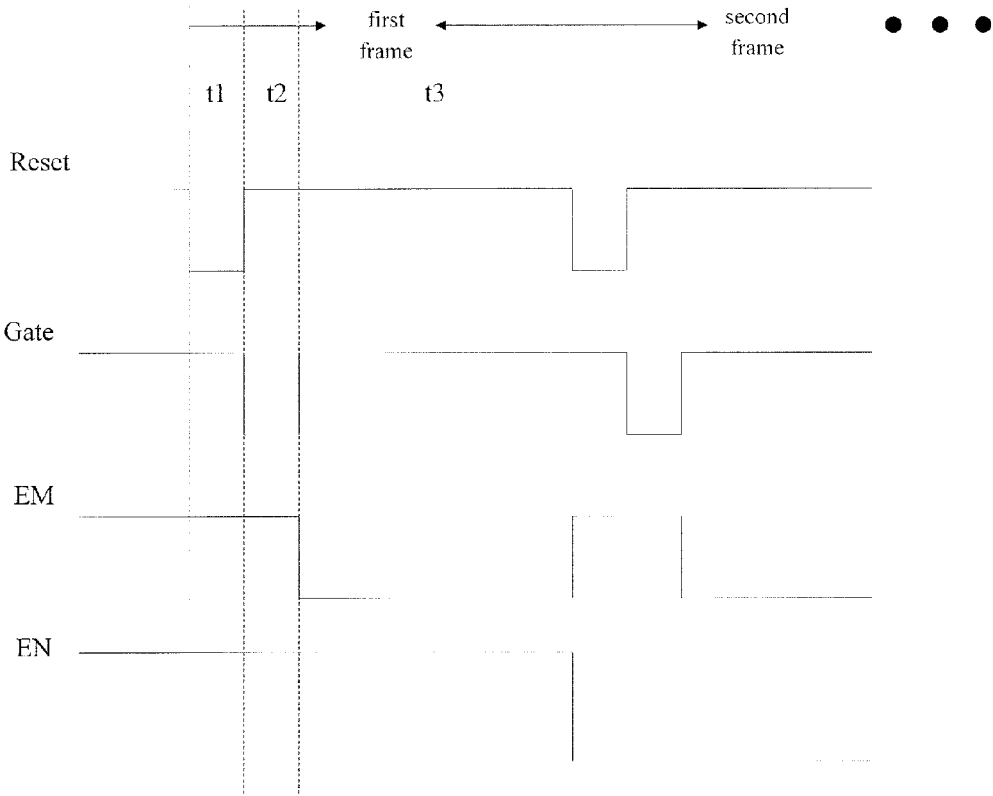 first
frame
second
frame
t1
t2
t3
Reset
Gate
EM
EN